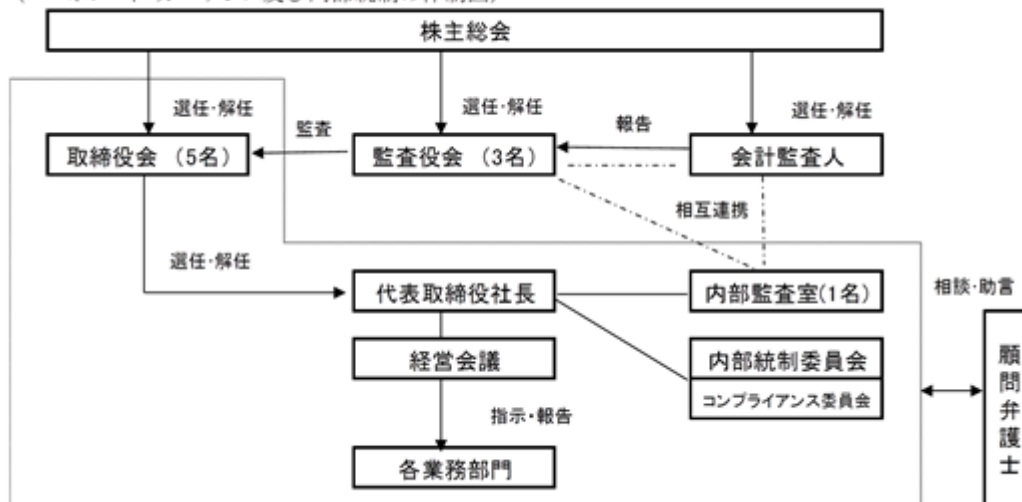 株主総会
選任・解任
選任・解任
選任・解任
監査
報告
取締役会 (5名)
監査役会 (3名)
会計監査人
相互連携
選任・解任
代表取締役社長
内部監査室(1名)
相談・助言
経営会議
内部統制委員会
コンプライアンス委員会
指示・報告
各業務部門
顧問弁護士